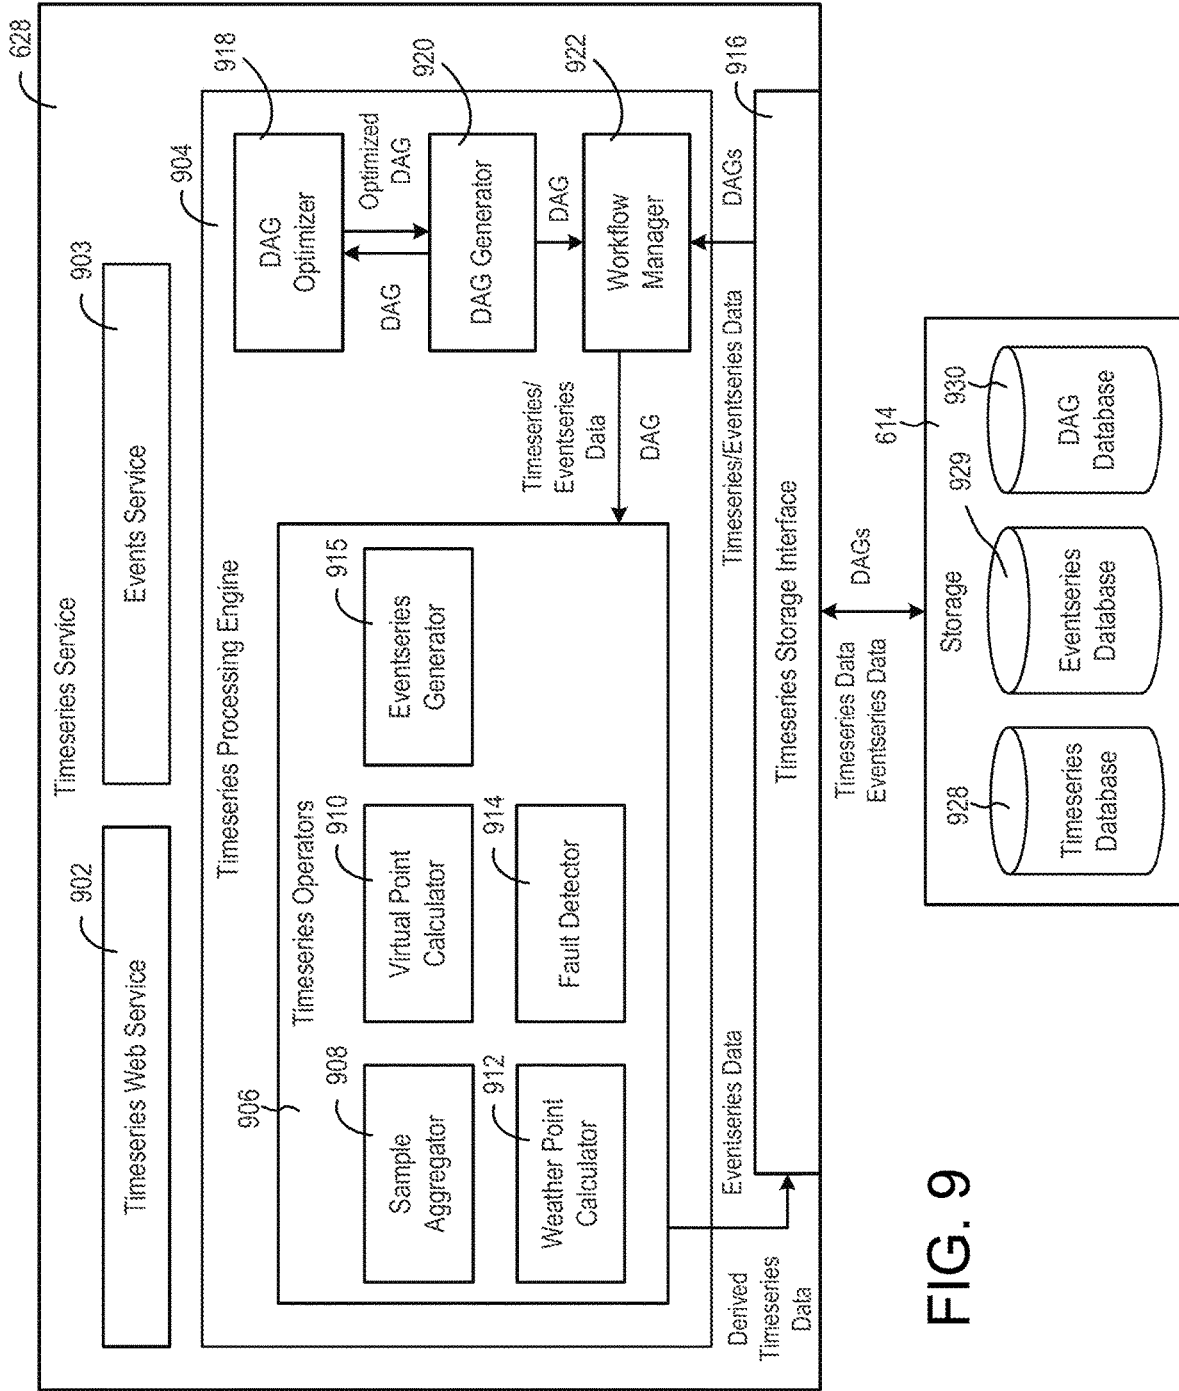 628
Timeseries Service
902
Timeseries Web Service
903
Events Service
904
Timeseries Processing Engine
906
Timeseries Operators
908
Sample
Aggregator
910
Virtual Point
Calculator
915
Eventseries
Generator
912
Weather Point
Calculator
914
Fault Detector
918
DAG
Optimizer
DAG
Optimized
DAG
920
DAG Generator
DAG
922
Workflow
Manager
Timeseries/
Eventseries
Data
DAG
Derived
Timeseries
Data
Eventseries Data
Timeseries/Eventseries Data
DAGs
916
Timeseries Storage Interface
Timeseries Data
Eventseries Data
DAGs
614
Storage
928
Timeseries
Database
929
Eventseries
Database
930
DAG
Database
FIG. 9